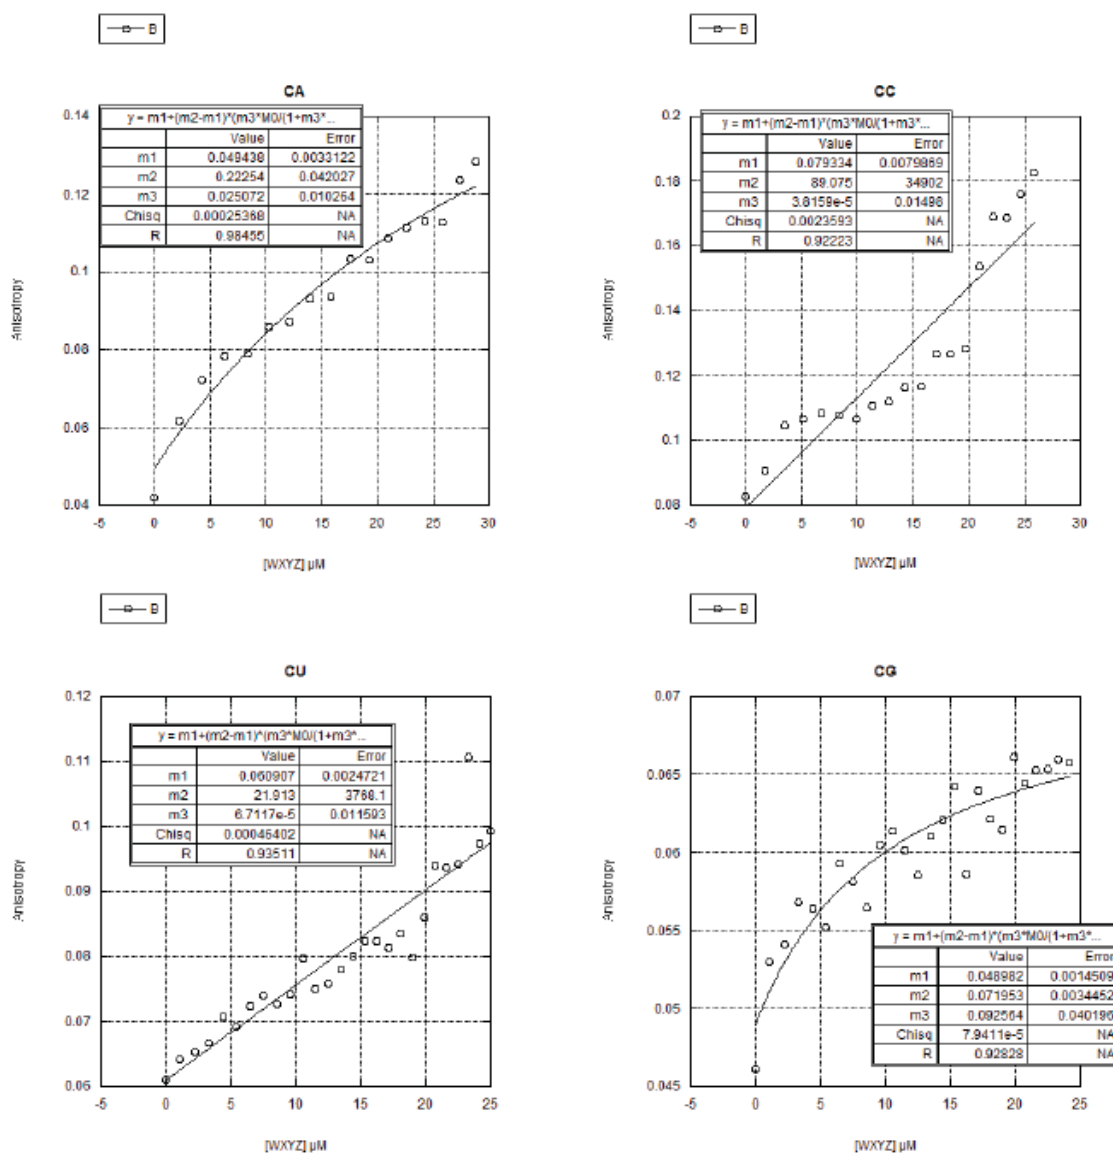 B
CA
y = m1+(m2-m1)*(m3*M0/(1+m3*...
Value Error
m1 0.049438 0.0033122
m2 0.22254 0.042027
m3 0.025072 0.010264
Chisq 0.00025368 NA
R 0.98455 NA
0.14
0.12
0.1
0.08
0.06
0.04
Anisotropy
-5 0 5 10 15 20 25 30
[WXYZ] µM
B
CC
y = m1+(m2-m1)*(m3*M0/(1+m3*...
Value Error
m1 0.079334 0.0079869
m2 89.075 34902
m3 3.8159e-5 0.01498
Chisq 0.0023593 NA
R 0.92223 NA
0.2
0.18
0.16
0.14
0.12
0.1
0.08
Anisotropy
-5 0 5 10 15 20 25 30
[WXYZ] µM
B
CU
y = m1+(m2-m1)*(m3*M0/(1+m3*...
Value Error
m1 0.060907 0.0024721
m2 21.913 3768.1
m3 6.7117e-5 0.011593
Chisq 0.00046402 NA
R 0.93511 NA
0.12
0.11
0.1
0.09
0.08
0.07
0.06
Anisotropy
-5 0 5 10 15 20 25
[WXYZ] µM
B
CG
y = m1+(m2-m1)*(m3*M0/(1+m3*...
Value Error
m1 0.048982 0.0014509
m2 0.071953 0.0034452
m3 0.092564 0.040196
Chisq 7.9411e-5 NA
R 0.92828 NA
0.07
0.065
0.06
0.055
0.05
0.045
Anisotropy
-5 0 5 10 15 20 25
[WXYZ] µM